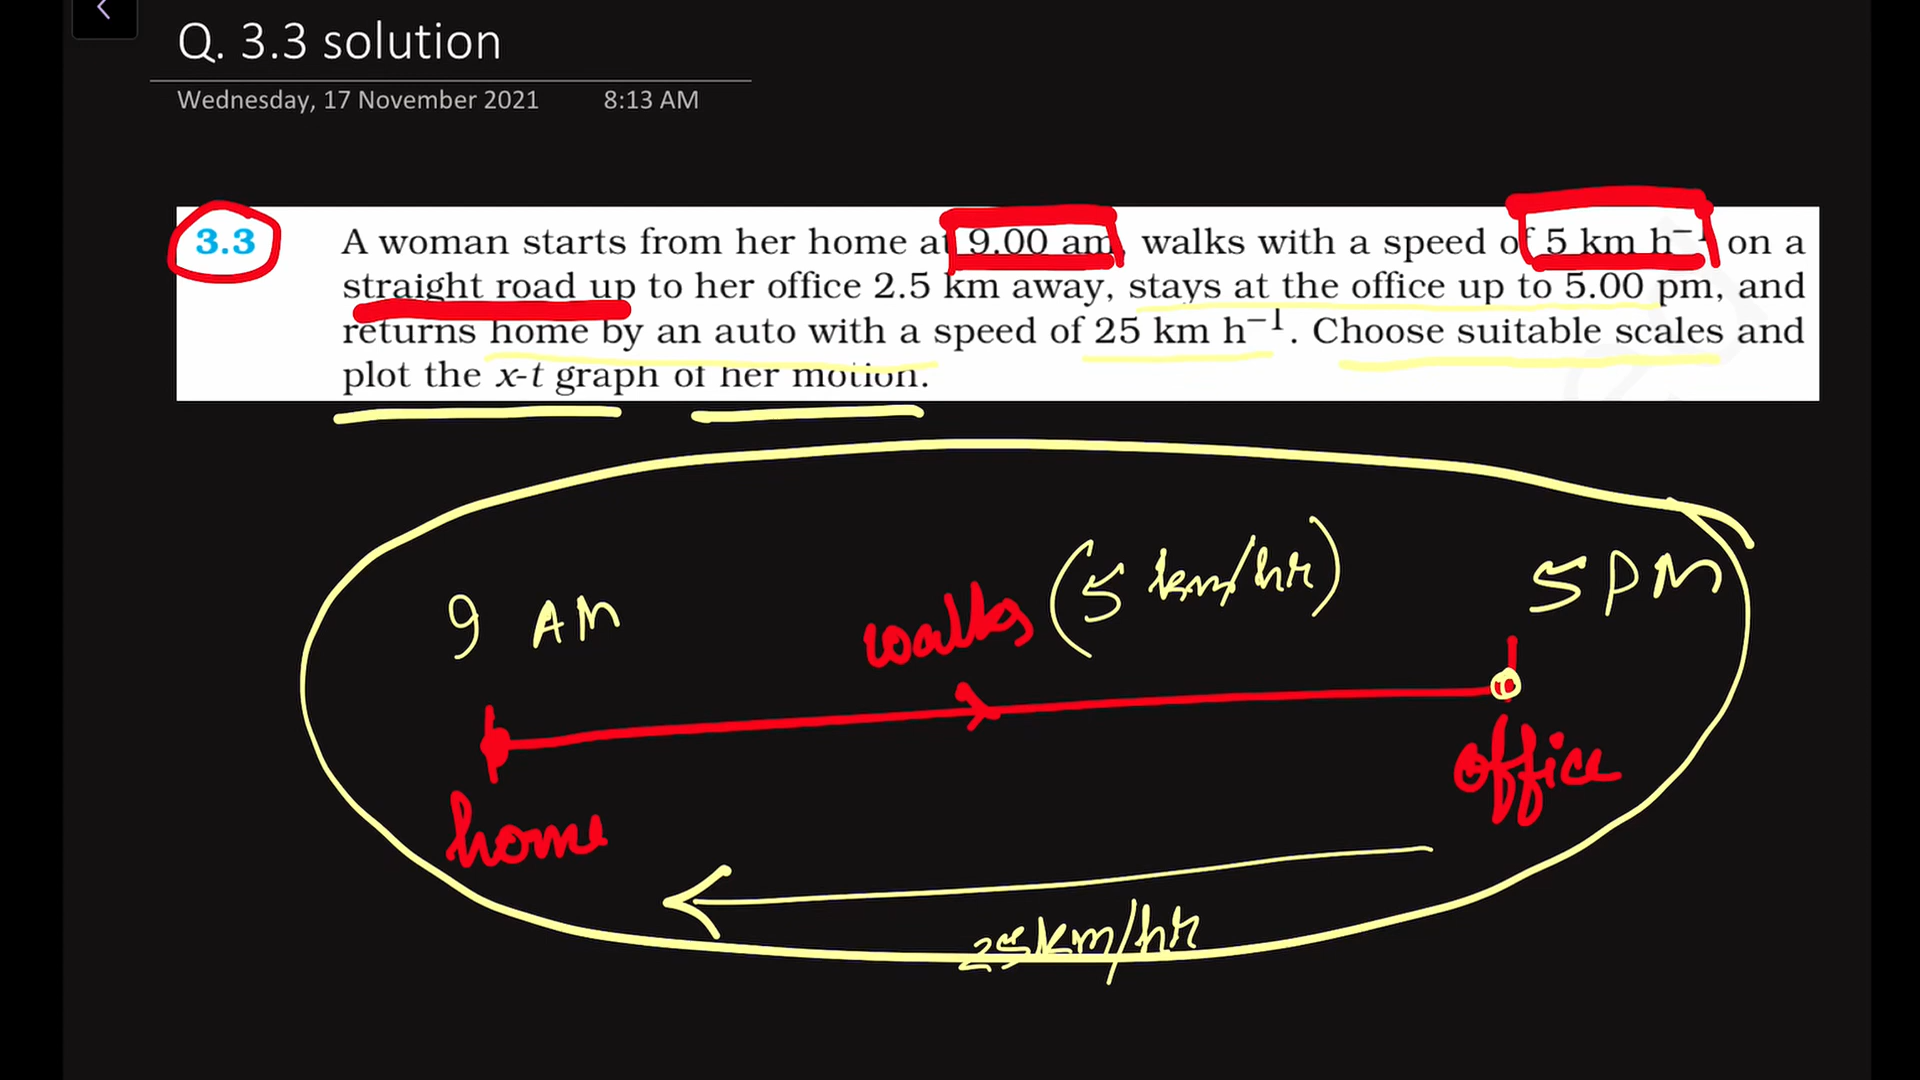 Q. 3.3 solution
Wednesday, 17 November 2021 8:13 AM
3.3 A woman starts from her home at 9.00 am, walks with a speed of 5 km h⁻¹ on a
straight road up to her office 2.5 km away, stays at the office up to 5.00 pm, and
returns home by an auto with a speed of 25 km h⁻¹. Choose suitable scales and
plot the x-t graph of her motion.
9 AM walks (5 km/hr) 5 PM
home office
25km/hr